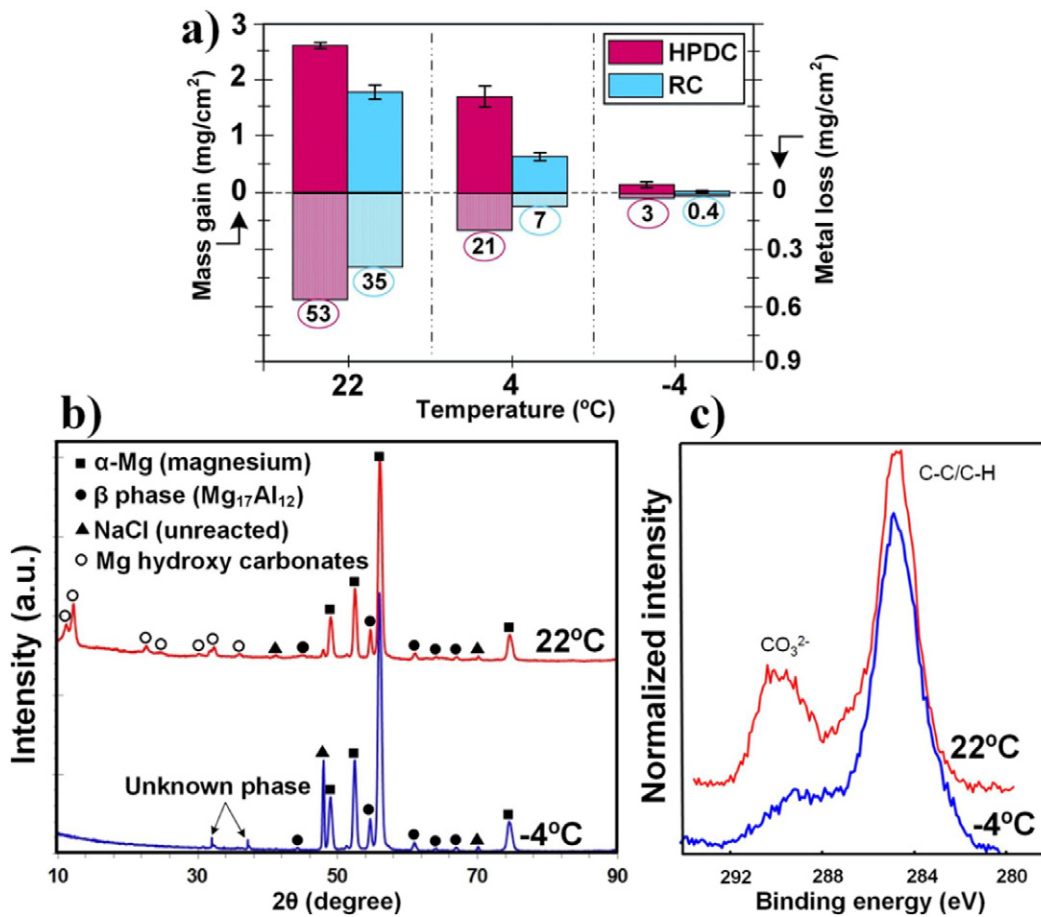 a)
3
2
1
0
Mass gain (mg/cm²)
HPDC
RC
0
0.3
0.6
0.9
Metal loss (mg/cm²)
53
35
21
7
3
0.4
22
4
-4
Temperature (ºC)
b)
■ α-Mg (magnesium)
● β phase (Mg₁₇Al₁₂)
▲ NaCl (unreacted)
○ Mg hydroxy carbonates
22ºC
Unknown phase
-4ºC
Intensity (a.u.)
10
30
50
70
90
2θ (degree)
c)
C-C/C-H
CO₃²⁻
22ºC
-4ºC
Normalized intensity
292
288
284
280
Binding energy (eV)